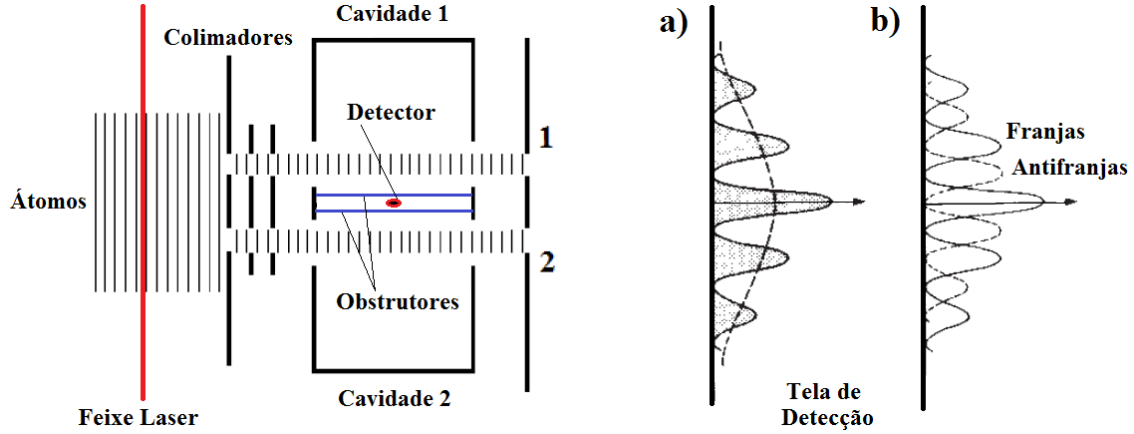 Cavidade 1
Colimadores
Detector
1
Átomos
2
Obstrutores
Cavidade 2
Feixe Laser
a)
b)
Franjas
Antifranjas
Tela de
Detecção